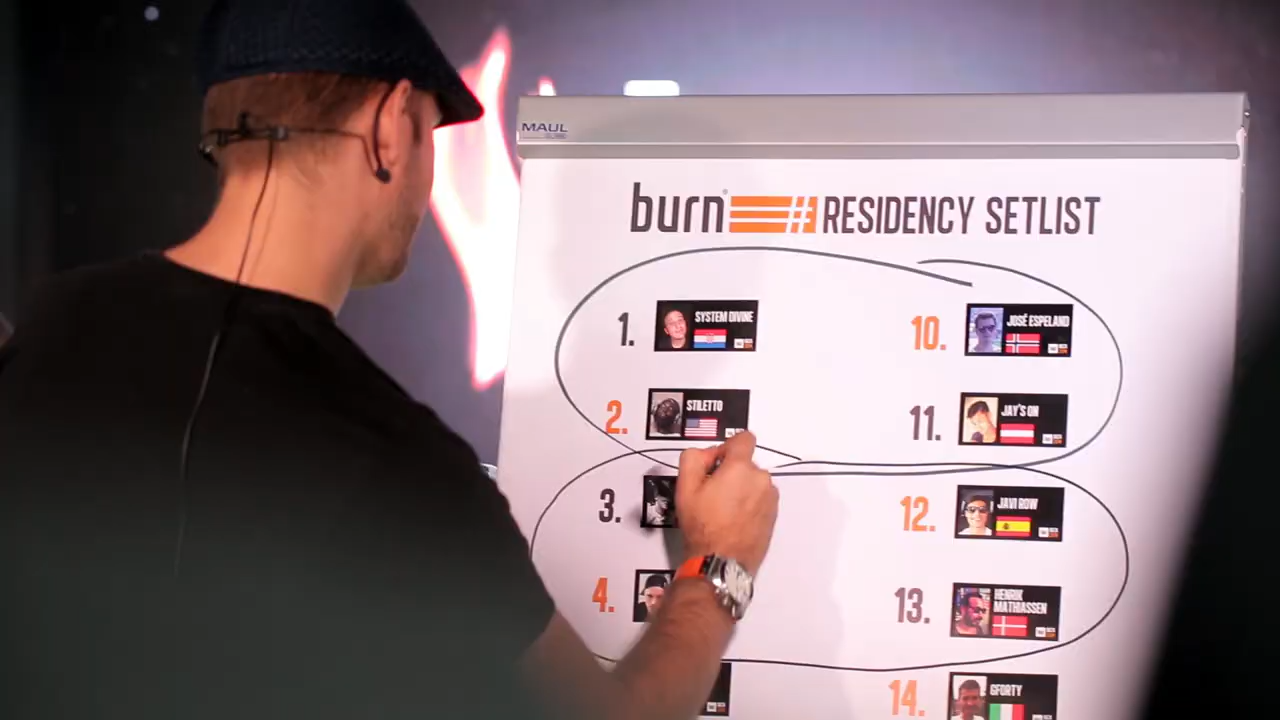 MAUL
burn® # RESIDENCY SETLIST
1. SYSTEM DIVINE
2. STILETTO
3.
4.
10. JOSÉ ESPELAND
11. JAY'S ON
12. JAVI ROW
13. HENRIK
MATHIASSEN
14. GFORTY